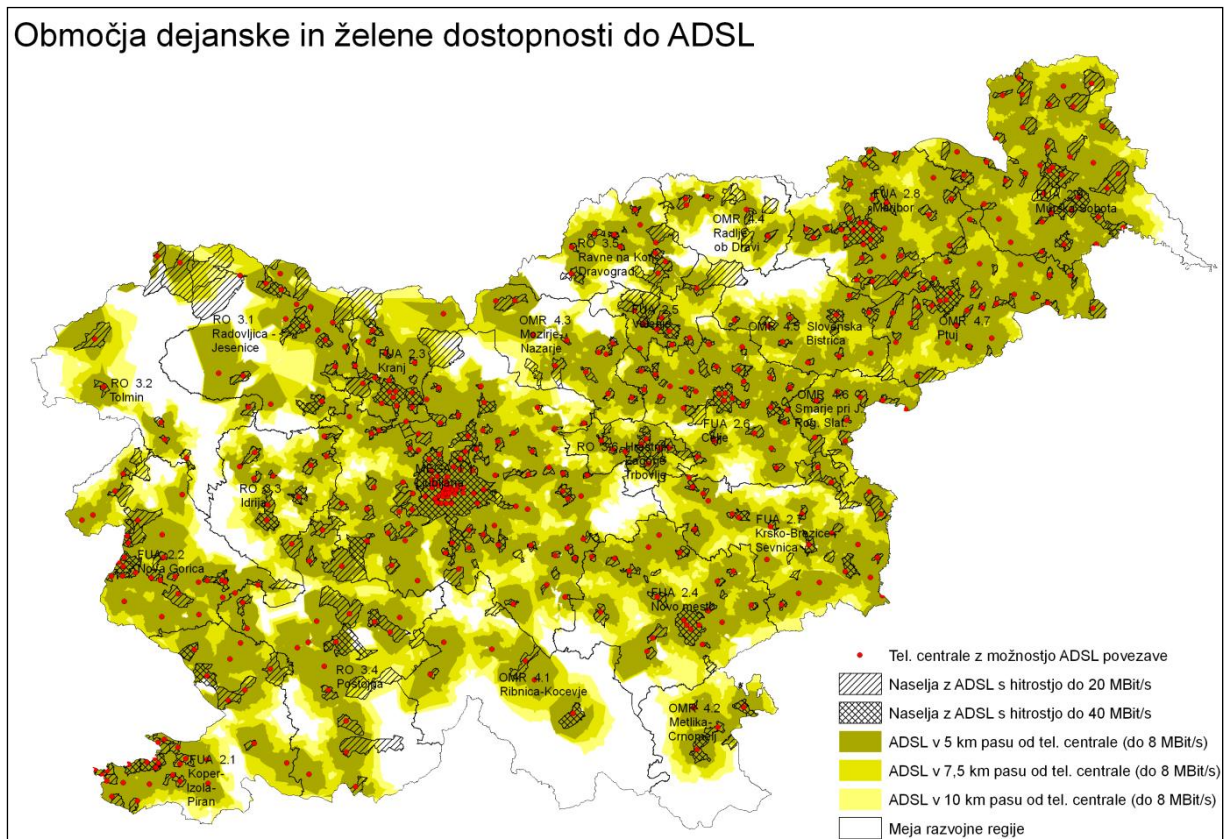 Območja dejanske in želene dostopnosti do ADSL
FUA 2.8
Maribor
FUA 2.9
Murska Sobota
OMR 4.4
Radlje
ob Dravi
RO 3.5
Ravne na Kor.
Dravograd
RO 3.1
Radovljica -
Jesenice
OMR 4.3
Mozirje-
Nazarje
FUA 2.5
Velenje
OMR 4.5 Slovenska
Bistrica
OMR 4.7
Ptuj
FUA 2.3
Kranj
RO 3.2
Tolmin
OMR 4.6
Smarje pri J.
Rog. Slat.
FUA 2.6
Celje
RO 3.6 Hrastnik
Zagorje
Trbovlje
Ljubljana
RO 3.3
Idrija
FUA 2.7
Krsko-Brezice-
Sevnica
FUA 2.2
Nova Gorica
FUA 2.4
Novo mesto
RO 3.4
Postojna
OMR 4.1
Ribnica-Kocevje
OMR 4.2
Metlika-
Crnomelj
FUA 2.1
Koper-
Izola-
Piran
Tel. centrale z možnostjo ADSL povezave
Naselja z ADSL s hitrostjo do 20 MBit/s
Naselja z ADSL s hitrostjo do 40 MBit/s
ADSL v 5 km pasu od tel. centrale (do 8 MBit/s)
ADSL v 7,5 km pasu od tel. centrale (do 8 MBit/s)
ADSL v 10 km pasu od tel. centrale (do 8 MBit/s)
Meja razvojne regije